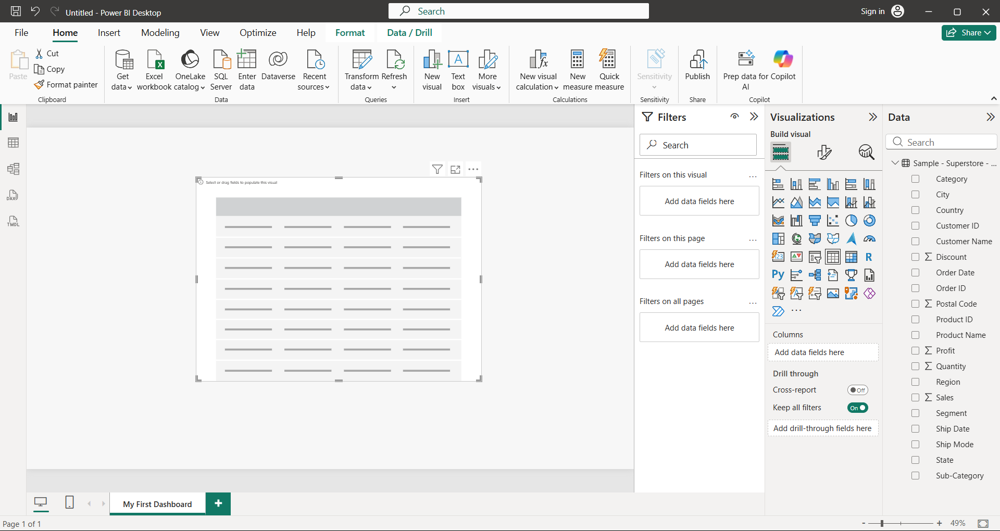 Untitled - Power BI Desktop
Search
Sign in
File
Home
Insert
Modeling
View
Optimize
Help
Format
Data / Drill
Share
Paste
Cut
Copy
Format painter
Clipboard
Get data
Excel workbook
OneLake catalog
SQL Server
Enter data
Dataverse
Recent sources
Data
Transform data
Refresh
Queries
New visual
Text box
More visuals
Insert
New visual calculation
New measure
Quick measure
Calculations
Sensitivity
Sensitivity
Publish
Share
Prep data for AI
Copilot
Copilot
DAX
TMDL
Select or drag fields to populate this visual
Filters
Search
Filters on this visual
...
Add data fields here
Filters on this page
...
Add data fields here
Filters on all pages
...
Add data fields here
Visualizations
Build visual
123
R
Py
...
Columns
Add data fields here
Drill through
Cross-report
Off
Keep all filters
On
Add drill-through fields here
Data
Search
Sample - Superstore - ...
Category
City
Country
Customer ID
Customer Name
∑ Discount
Order Date
Order ID
∑ Postal Code
Product ID
Product Name
∑ Profit
∑ Quantity
Region
∑ Sales
Segment
Ship Date
Ship Mode
State
Sub-Category
My First Dashboard
+
Page 1 of 1
- + 49%